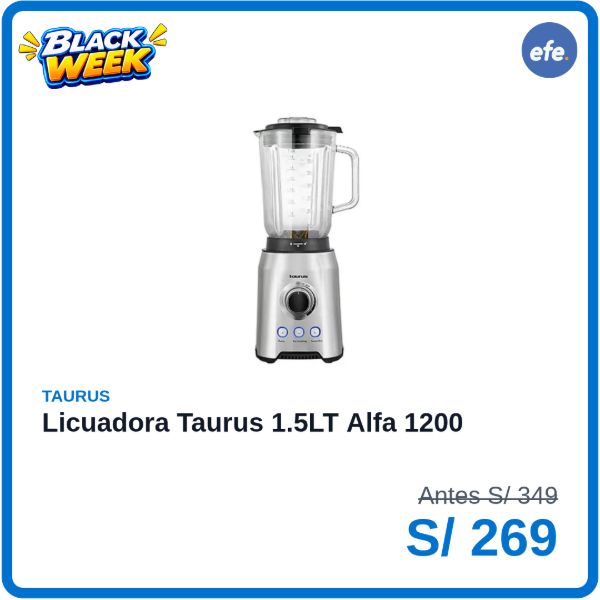 BLACK
WEEK
efe.
taurus
TAURUS
Licuadora Taurus 1.5LT Alfa 1200
Antes S/ 349
S/ 269